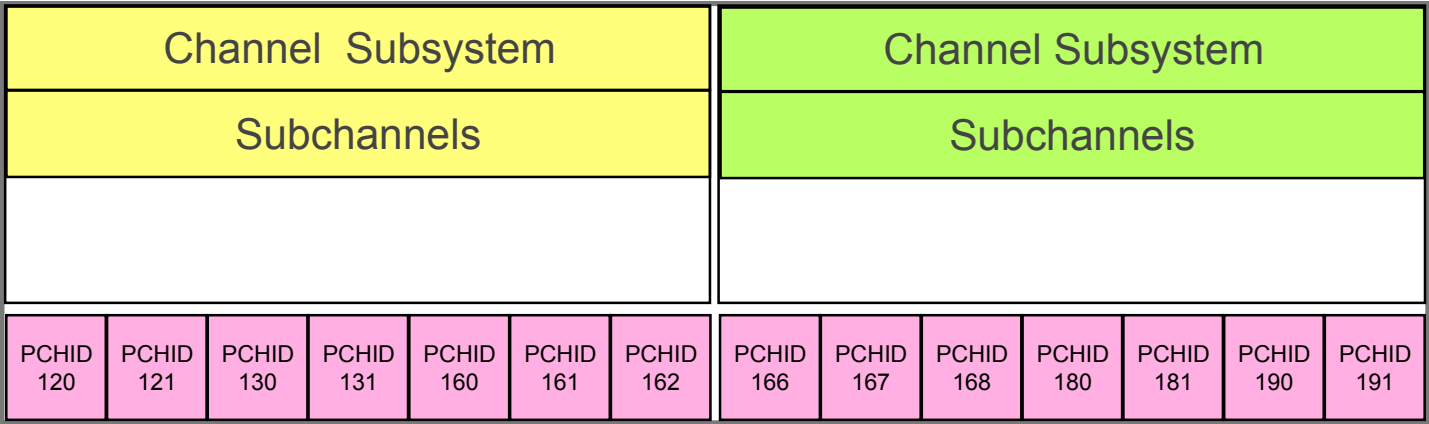 Channel  Subsystem
Channel Subsystem
Subchannels
Subchannels
PCHID
120
PCHID
121
PCHID
130
PCHID
131
PCHID
160
PCHID
161
PCHID
162
PCHID
166
PCHID
167
PCHID
168
PCHID
180
PCHID
181
PCHID
190
PCHID
191